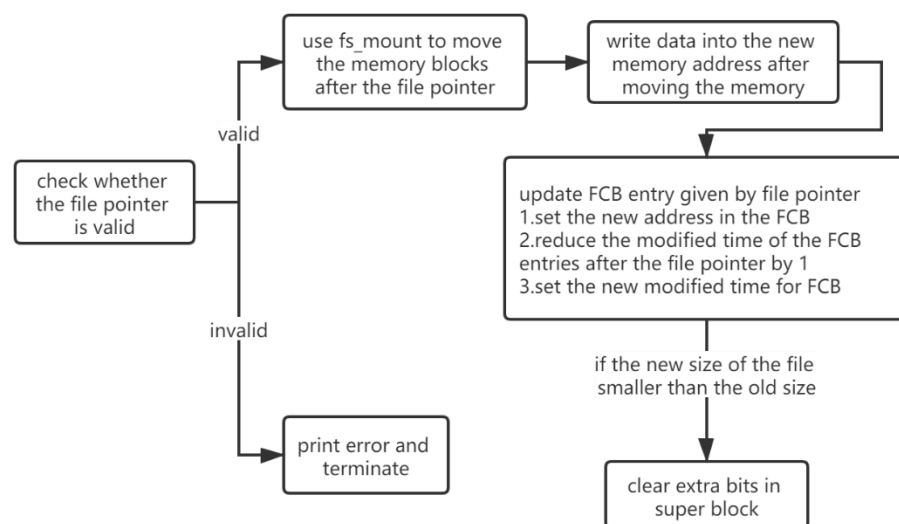 use fs_mount to move
the memory blocks
after the file pointer
write data into the new
memory address after
moving the memory
valid
check whether
the file pointer
is valid
update FCB entry given by file pointer
1.set the new address in the FCB
2.reduce the modified time of the FCB
entries after the file pointer by 1
3.set the new modified time for FCB
invalid
if the new size of the file
smaller than the old size
print error and
terminate
clear extra bits in
super block